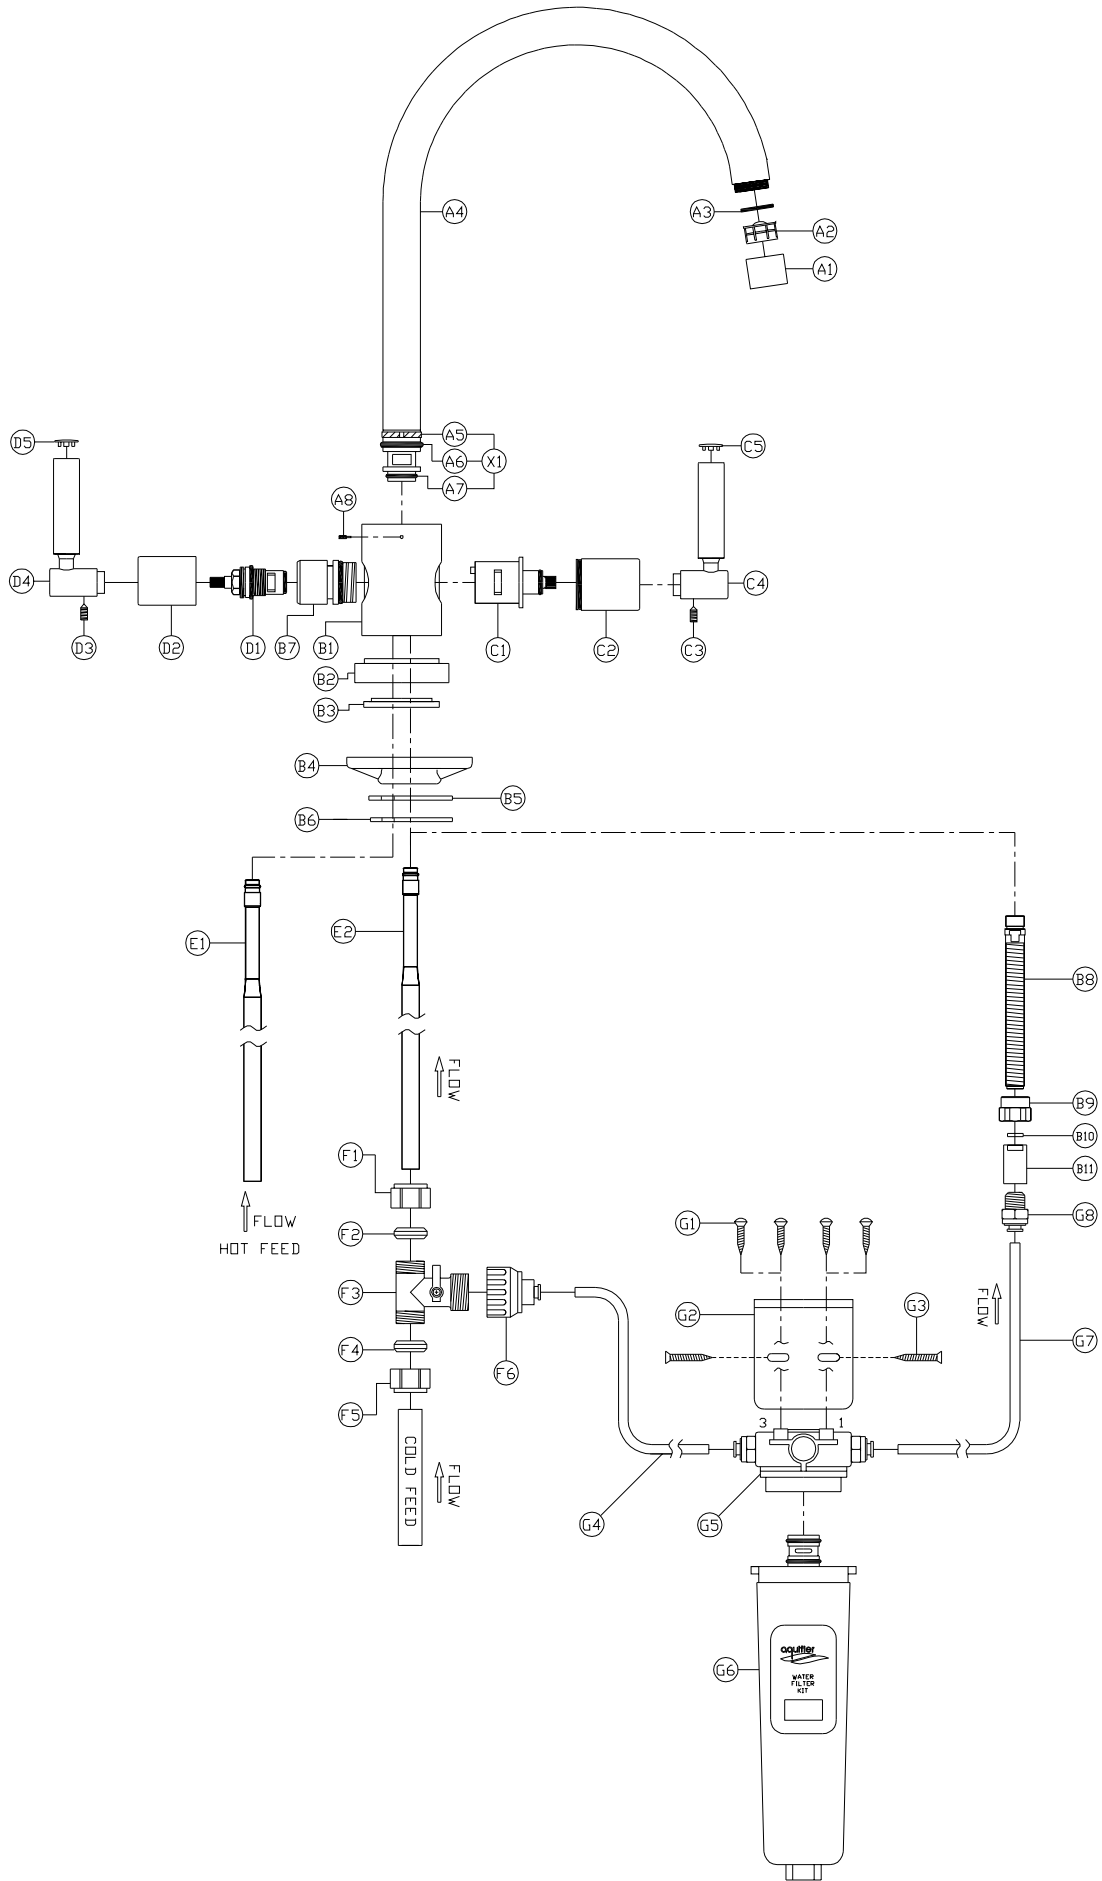 A4
A3
A2
A1
D5
A5
A6
X1
A7
C5
A8
D4
C4
D3
D2
D1
B7
B1
C1
C2
C3
B2
B3
B4
B5
B6
E1
E2
B8
FLOW
B9
B10
B11
F1
FLOW
HOT FEED
F2
G1
G8
F3
G2
G3
FLOW
G7
F4
F6
F5
3
1
COLD FEED
FLOW
G4
G5
aquifier
WATER
FILTER
KIT
G6